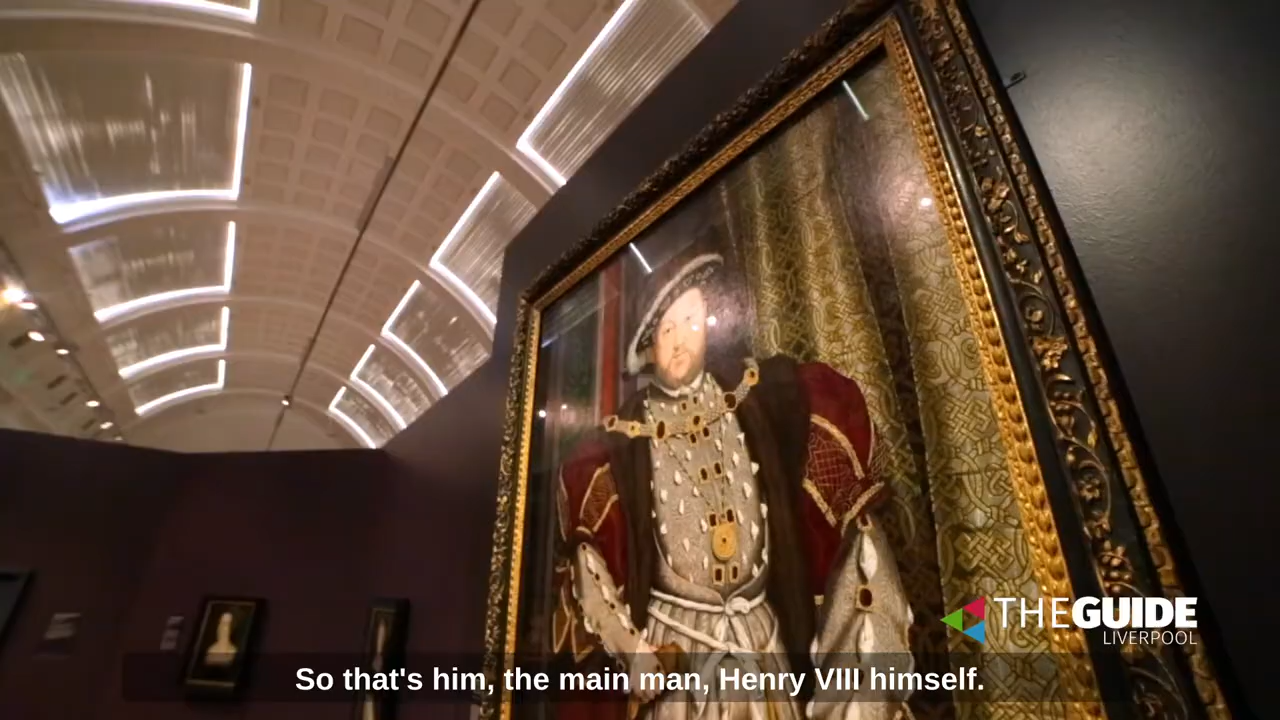 THEGUIDE
LIVERPOOL
So that's him, the main man, Henry VIII himself.